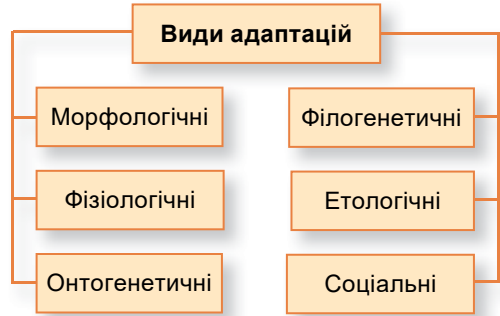 Види адаптацій
Морфологічні
Філогенетичні
Фізіологічні
Етологічні
Онтогенетичні
Соціальні